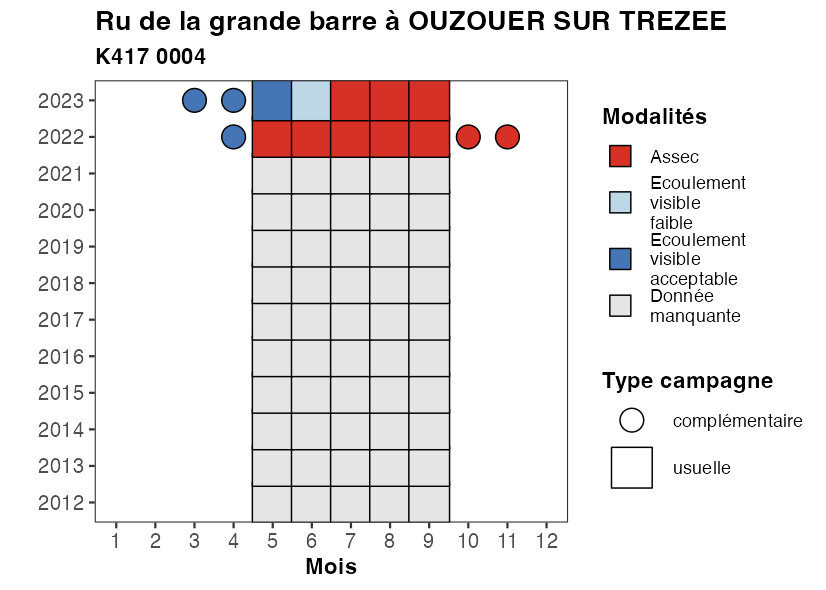 Ru de la grande barre à OUZOUER SUR TREZEE
K417 0004
2023
2022
2021
2020
2019
2018
2017
2016
2015
2014
2013
2012
1 2 3 4 5 6 7 8 9 10 11 12
Mois
Modalités
Assec
Ecoulement
visible
faible
Ecoulement
visible
acceptable
Donnée
manquante
Type campagne
complémentaire
usuelle